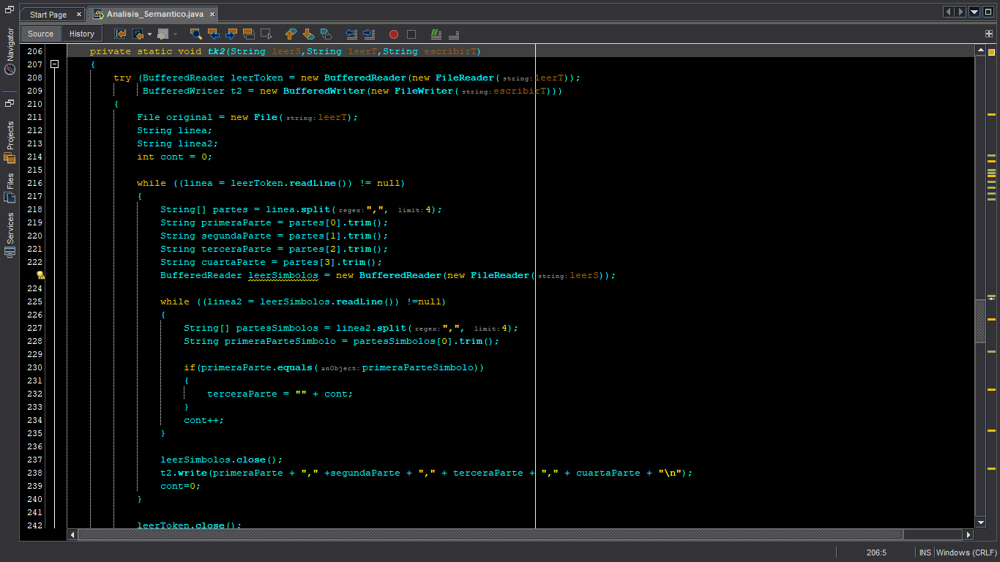 Start Page × Analisis_Semantico.java ×
Source History
Navigator
Projects
Files
Services
206 private static void tk2(String leerS,String leerT,String escribirT)
207 {
208 try (BufferedReader leerToken = new BufferedReader(new FileReader( string: leerT));
209 BufferedWriter t2 = new BufferedWriter(new FileWriter( string: escribirT)))
210 {
211 File original = new File( string: leerT);
212 String linea;
213 String linea2;
214 int cont = 0;
215
216 while ((linea = leerToken.readLine()) != null)
217 {
218 String[] partes = linea.split( regex: ",", limit: 4);
219 String primeraParte = partes[0].trim();
220 String segundaParte = partes[1].trim();
221 String terceraParte = partes[2].trim();
222 String cuartaParte = partes[3].trim();
BufferedReader leerSimbolos = new BufferedReader(new FileReader( string: leerS));
224
225 while ((linea2 = leerSimbolos.readLine()) !=null)
226 {
227 String[] partesSimbolos = linea2.split( regex: ",", limit: 4);
228 String primeraParteSimbolo = partesSimbolos[0].trim();
229
230 if(primeraParte.equals( anObject: primeraParteSimbolo))
231 {
232 terceraParte = "" + cont;
233 }
234 cont++;
235 }
236
237 leerSimbolos.close();
238 t2.write(primeraParte + "," +segundaParte + "," + terceraParte + "," + cuartaParte + "\n");
239 cont=0;
240 }
241
242 leerToken.close();
206:5 INS Windows (CRLF)